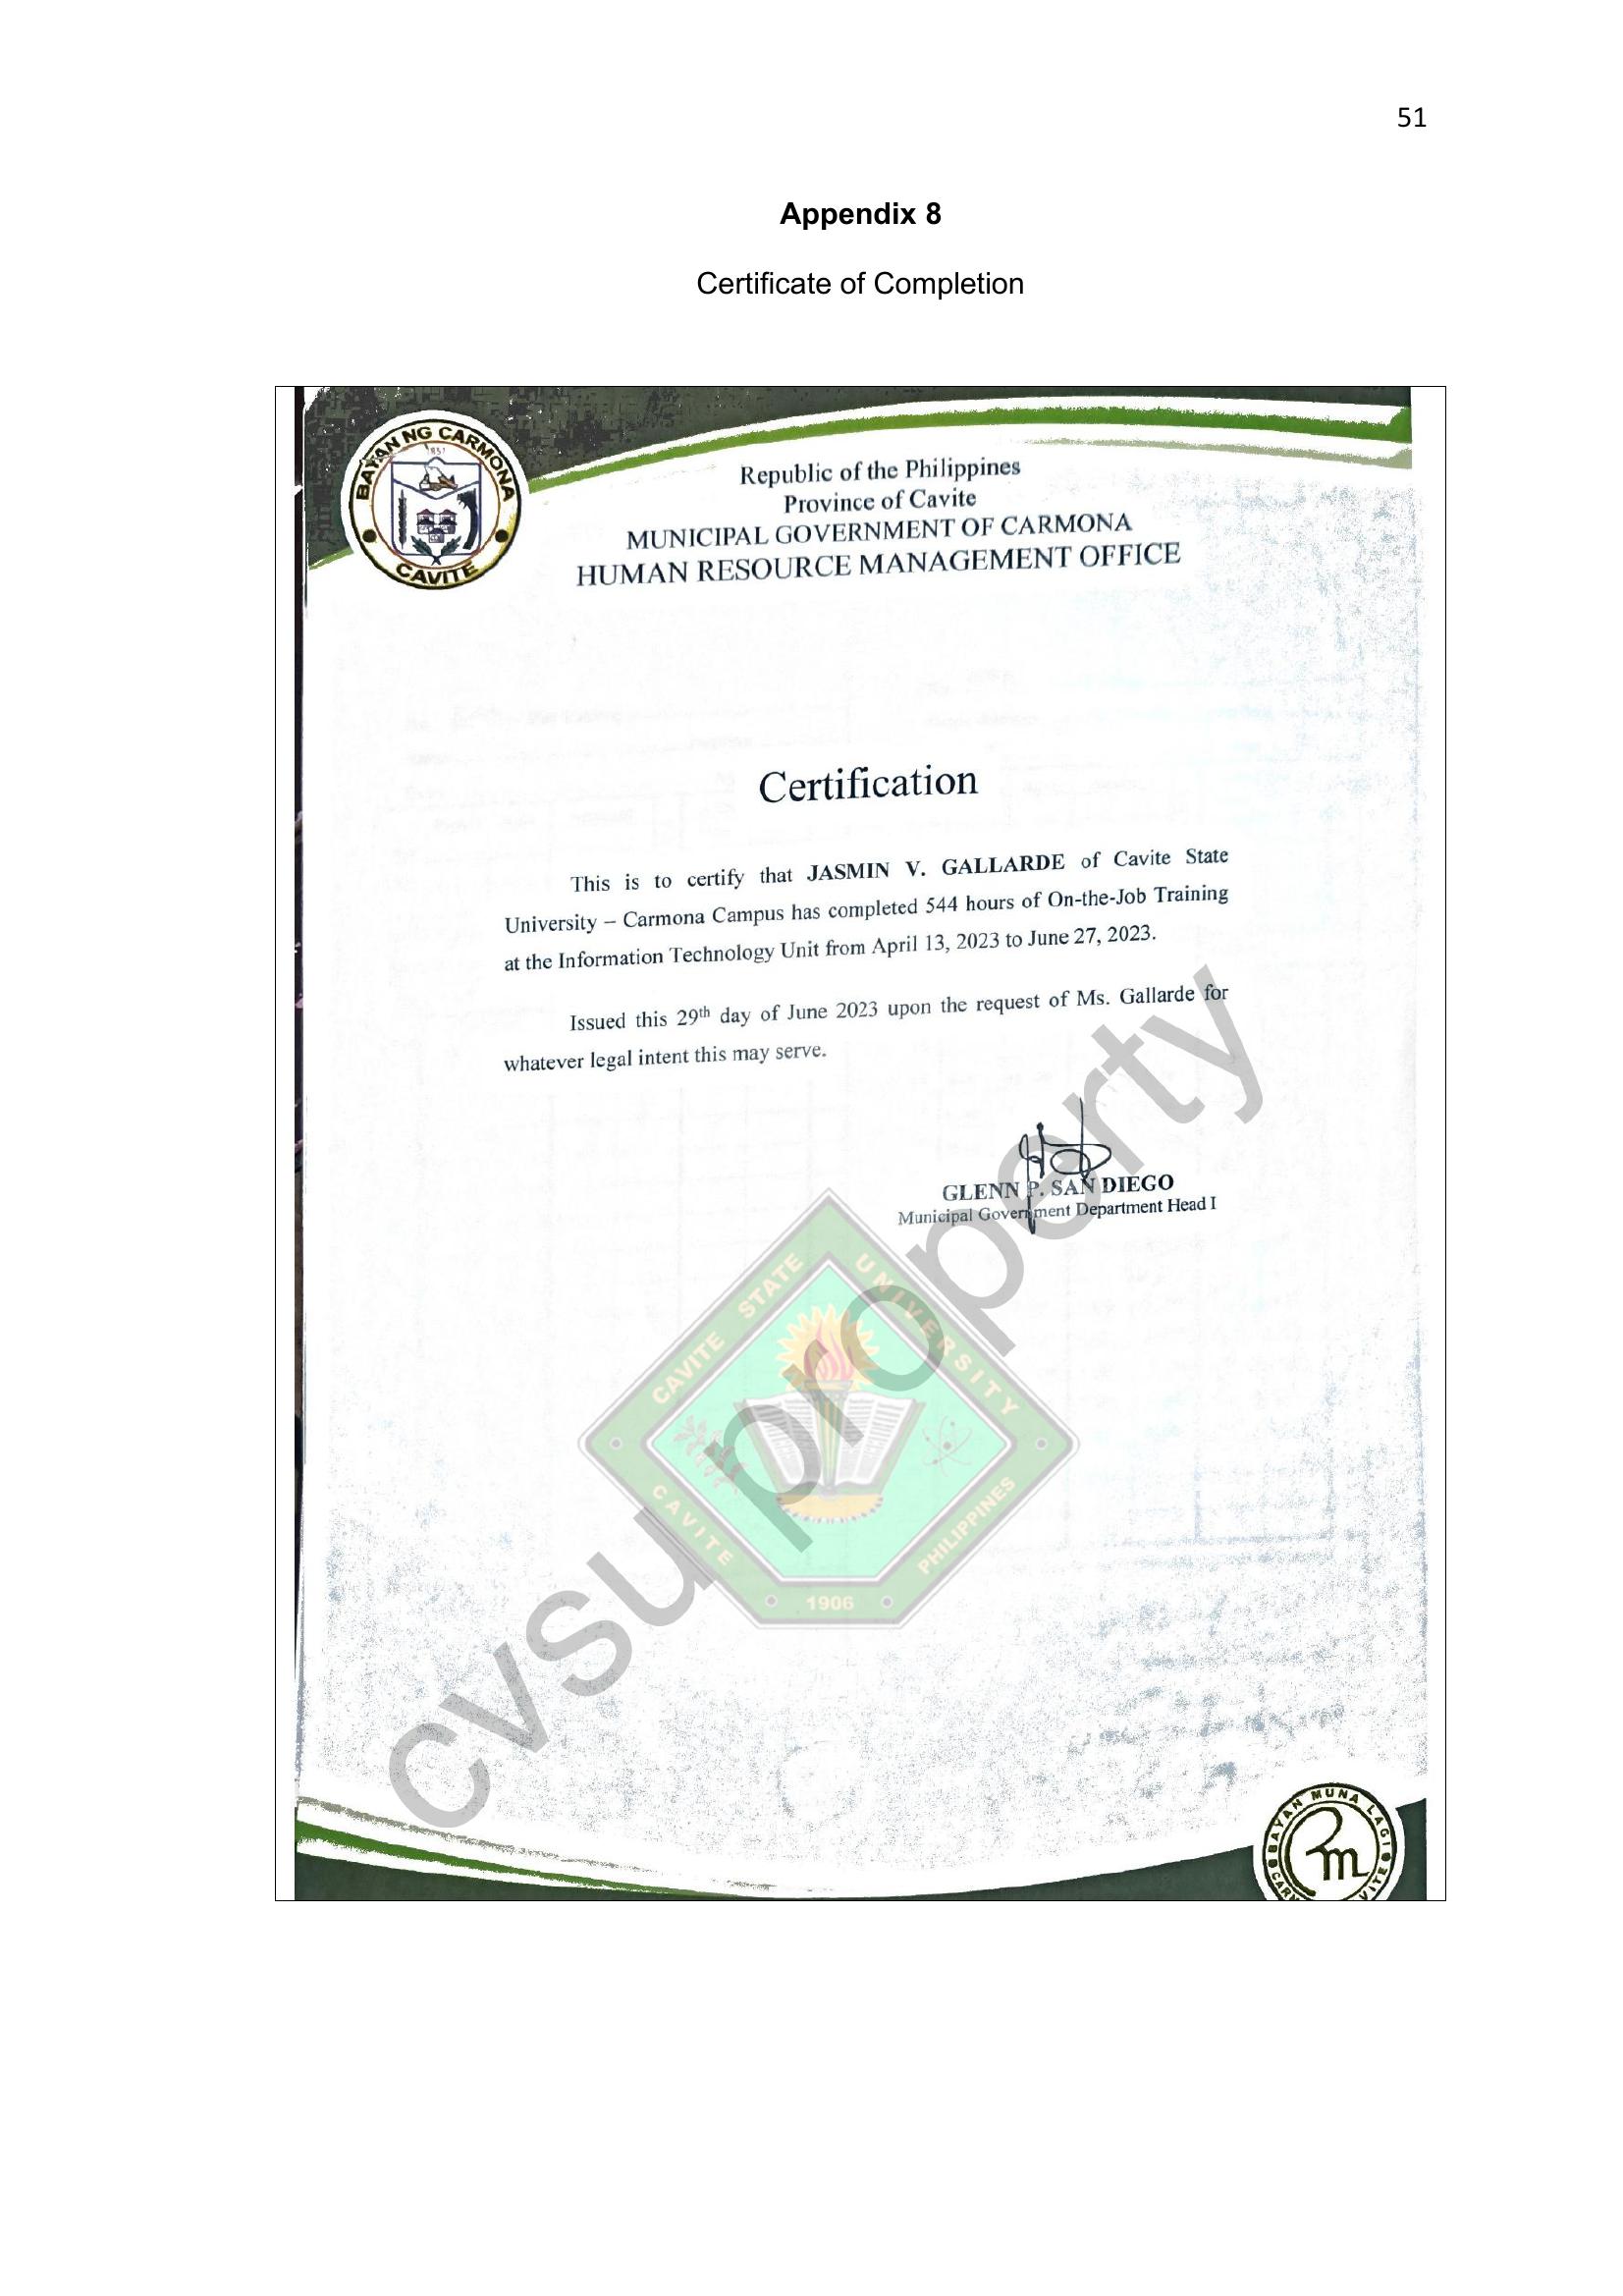 51
Appendix 8
Certificate of Completion
BAYAN NG CARMONA
1857
CAVITE
Republic of the Philippines
Province of Cavite
MUNICIPAL GOVERNMENT OF CARMONA
HUMAN RESOURCE MANAGEMENT OFFICE
Certification
This is to certify that JASMIN V. GALLARDE of Cavite State
University – Carmona Campus has completed 544 hours of On-the-Job Training
at the Information Technology Unit from April 13, 2023 to June 27, 2023.
Issued this 29th day of June 2023 upon the request of Ms. Gallarde for
whatever legal intent this may serve.
GLENN P. SAN DIEGO
Municipal Government Department Head I
cvsu property
CAVITE STATE UNIVERSITY
CAVITE PHILIPPINES
1906
BAYAN MUNA LAGI